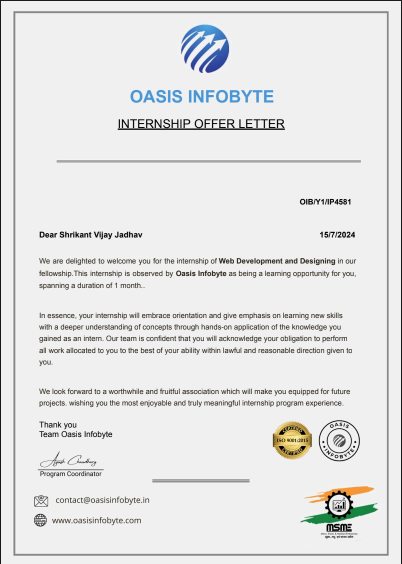 OASIS INFOBYTE
INTERNSHIP OFFER LETTER
OIB/Y1/IP4581
Dear Shrikant Vijay Jadhav 15/7/2024
We are delighted to welcome you for the internship of Web Development and Designing in our
fellowship.This internship is observed by Oasis Infobyte as being a learning opportunity for you,
spanning a duration of 1 month..
In essence, your internship will embrace orientation and give emphasis on learning new skills
with a deeper understanding of concepts through hands-on application of the knowledge you
gained as an intern. Our team is confident that you will acknowledge your obligation to perform
all work allocated to you to the best of your ability within lawful and reasonable direction given to
you.
We look forward to a worthwhile and fruitful association which will make you equipped for future
projects. wishing you the most enjoyable and truly meaningful internship program experience.
Thank you
Team Oasis Infobyte
CERTIFIED
ISO 9001:2015
CERTIFIED
OASIS
INFOBYTE
Program Coordinator
contact@oasisinfobyte.in
www.oasisinfobyte.com
MSME